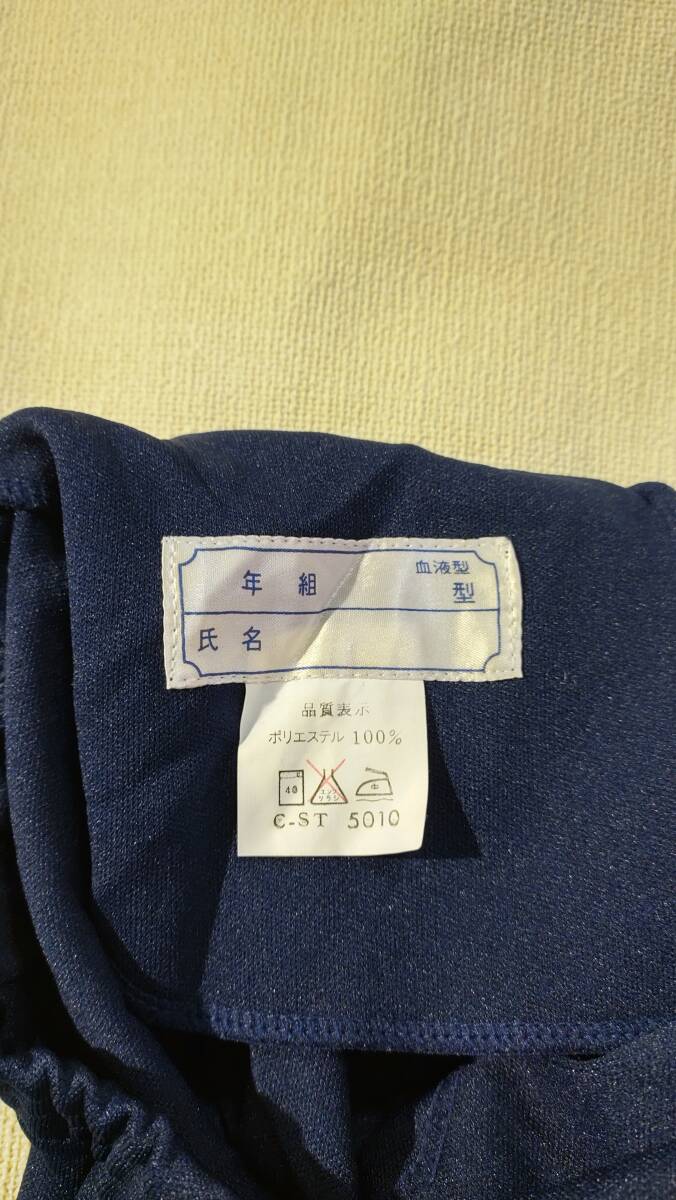 年 組 血液型 型
氏名
品質表示
ポリエステル 100%
40 エンソ サラシ 中
C-ST 5010